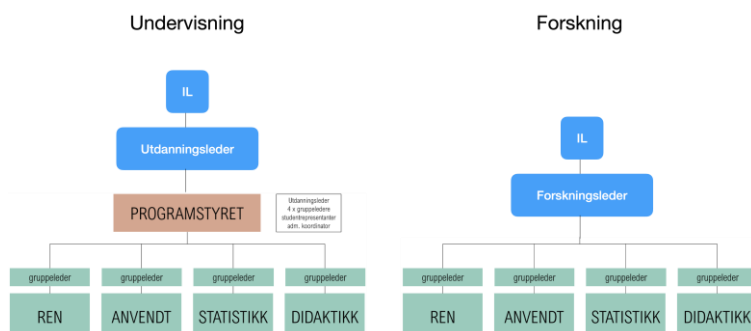 Undervisning
IL
Utdanningsleder
PROGRAMSTYRET
Utdanningsleder
4 x gruppeledere
studentrepresentanter
adm. koordinator
gruppeleder
gruppeleder
gruppeleder
gruppeleder
REN
ANVENDT
STATISTIKK
DIDAKTIKK
Forskning
IL
Forskningsleder
gruppeleder
gruppeleder
gruppeleder
gruppeleder
REN
ANVENDT
STATISTIKK
DIDAKTIKK